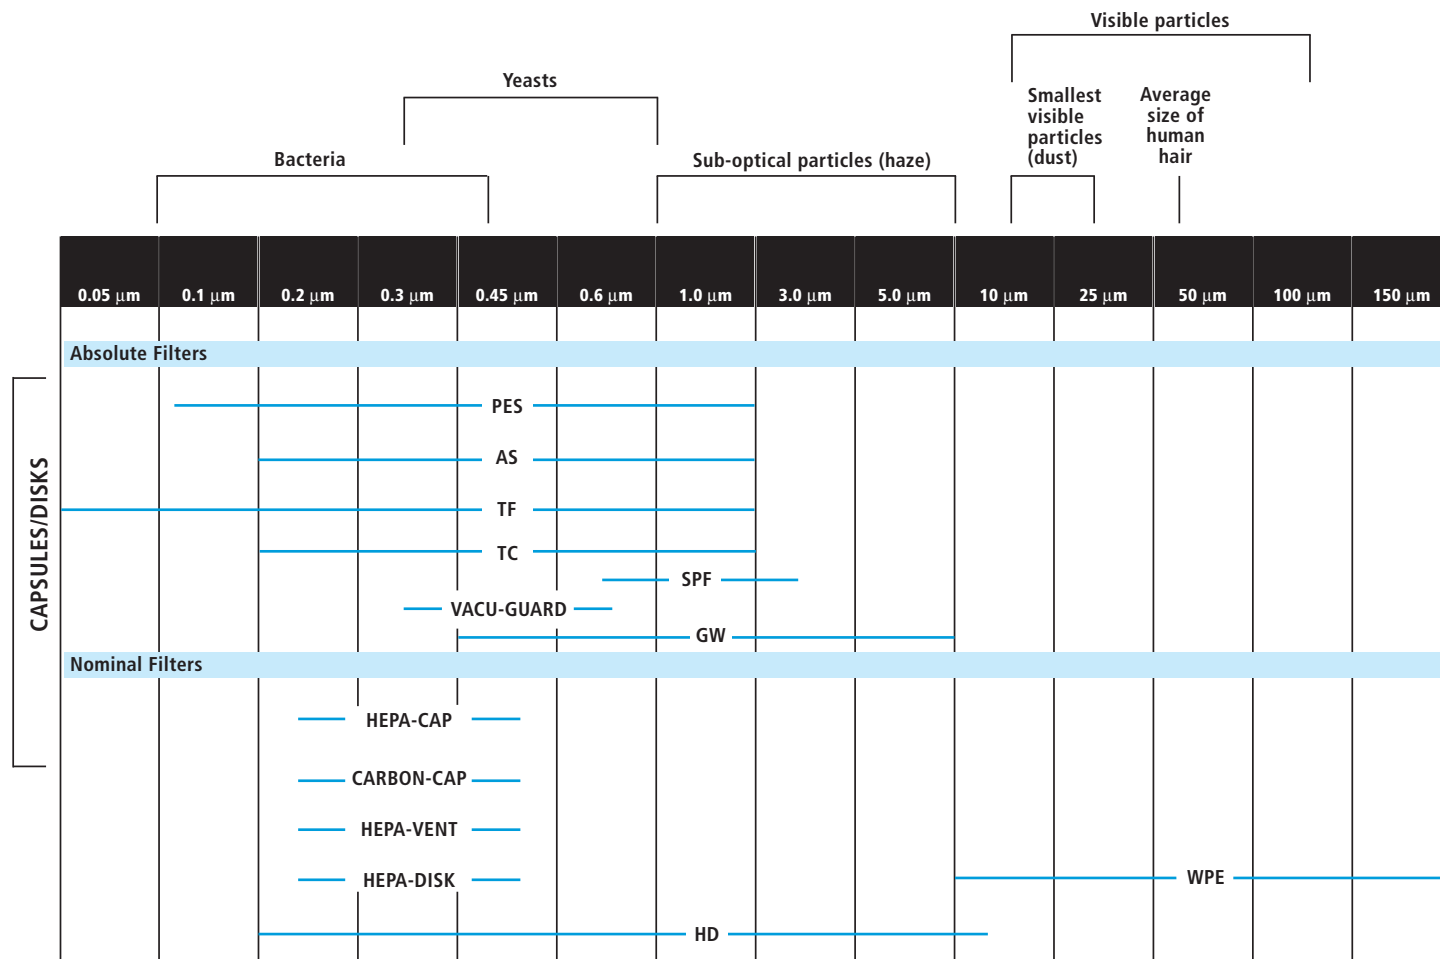 Visible particles
Yeasts
Smallest
visible
particles
(dust)
Average
size of
human
hair
Bacteria
Sub-optical particles (haze)
0.05 μm 0.1 μm 0.2 μm 0.3 μm 0.45 μm 0.6 μm 1.0 μm 3.0 μm 5.0 μm 10 μm 25 μm 50 μm 100 μm 150 μm
Absolute Filters
CAPSULES/DISKS
PES
AS
TF
TC
SPF
VACU-GUARD
GW
Nominal Filters
HEPA-CAP
CARBON-CAP
HEPA-VENT
HEPA-DISK
WPE
HD